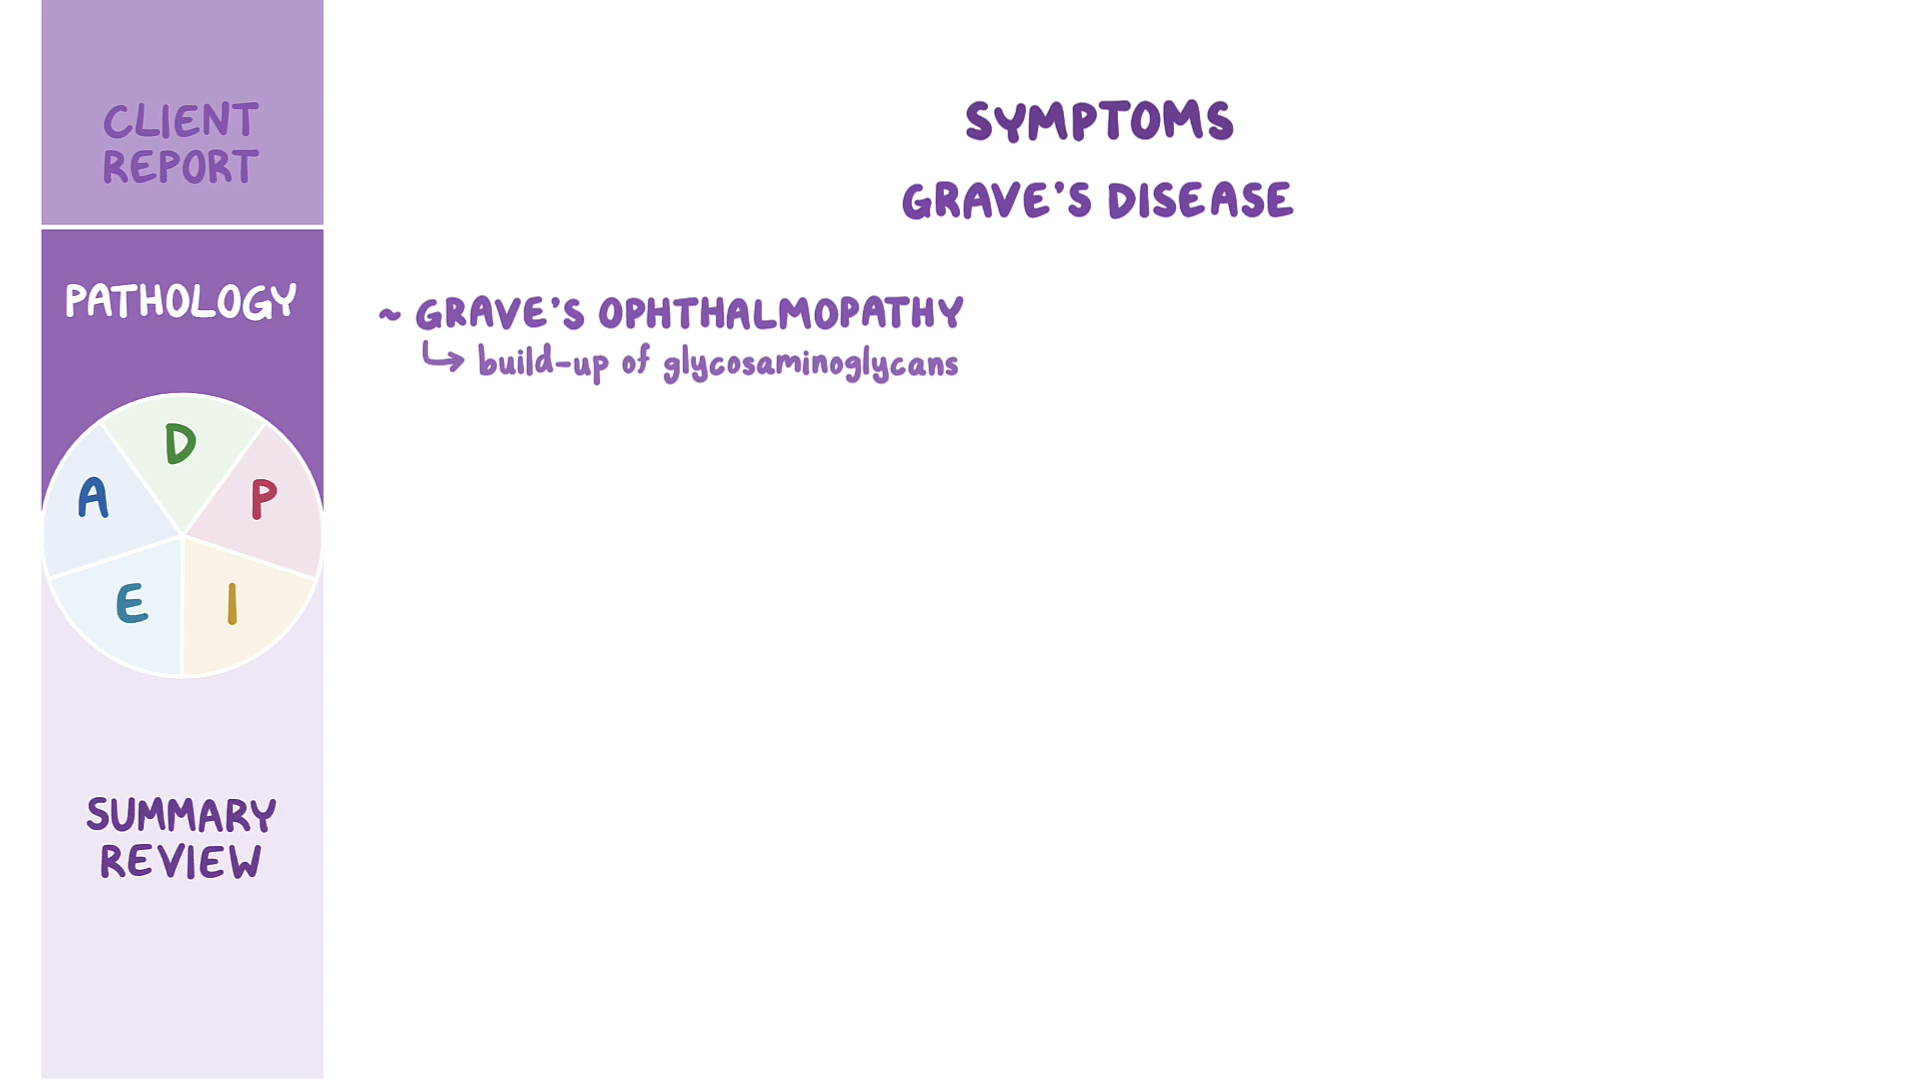 CLIENT
REPORT
PATHOLOGY
D
A
P
E
I
SUMMARY
REVIEW
SYMPTOMS
GRAVE'S DISEASE
~ GRAVE'S OPHTHALMOPATHY
↳ build-up of glycosaminoglycans